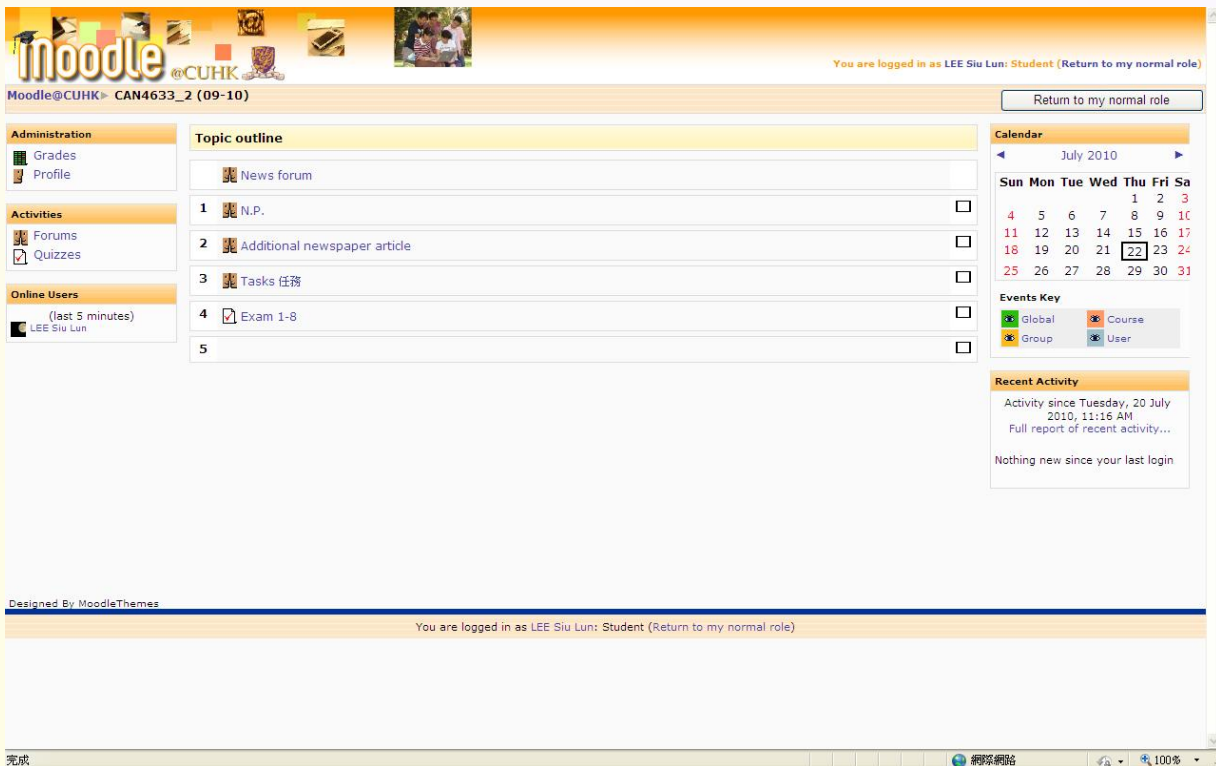 moodle @CUHK
You are logged in as LEE Siu Lun: Student (Return to my normal role)
Moodle@CUHK► CAN4633_2 (09-10)
Return to my normal role
Administration
Grades
Profile
Activities
Forums
Quizzes
Online Users
(last 5 minutes)
LEE Siu Lun
Topic outline
News forum
1 N.P.
2 Additional newspaper article
3 Tasks 任務
4 Exam 1-8
5
Calendar
◄ July 2010 ►
Sun Mon Tue Wed Thu Fri Sa
1 2 3
4 5 6 7 8 9 10
11 12 13 14 15 16 17
18 19 20 21 22 23 24
25 26 27 28 29 30 31
Events Key
Global Course
Group User
Recent Activity
Activity since Tuesday, 20 July
2010, 11:16 AM
Full report of recent activity...
Nothing new since your last login
Designed By MoodleThemes
You are logged in as LEE Siu Lun: Student (Return to my normal role)
完成 網際網路 100%